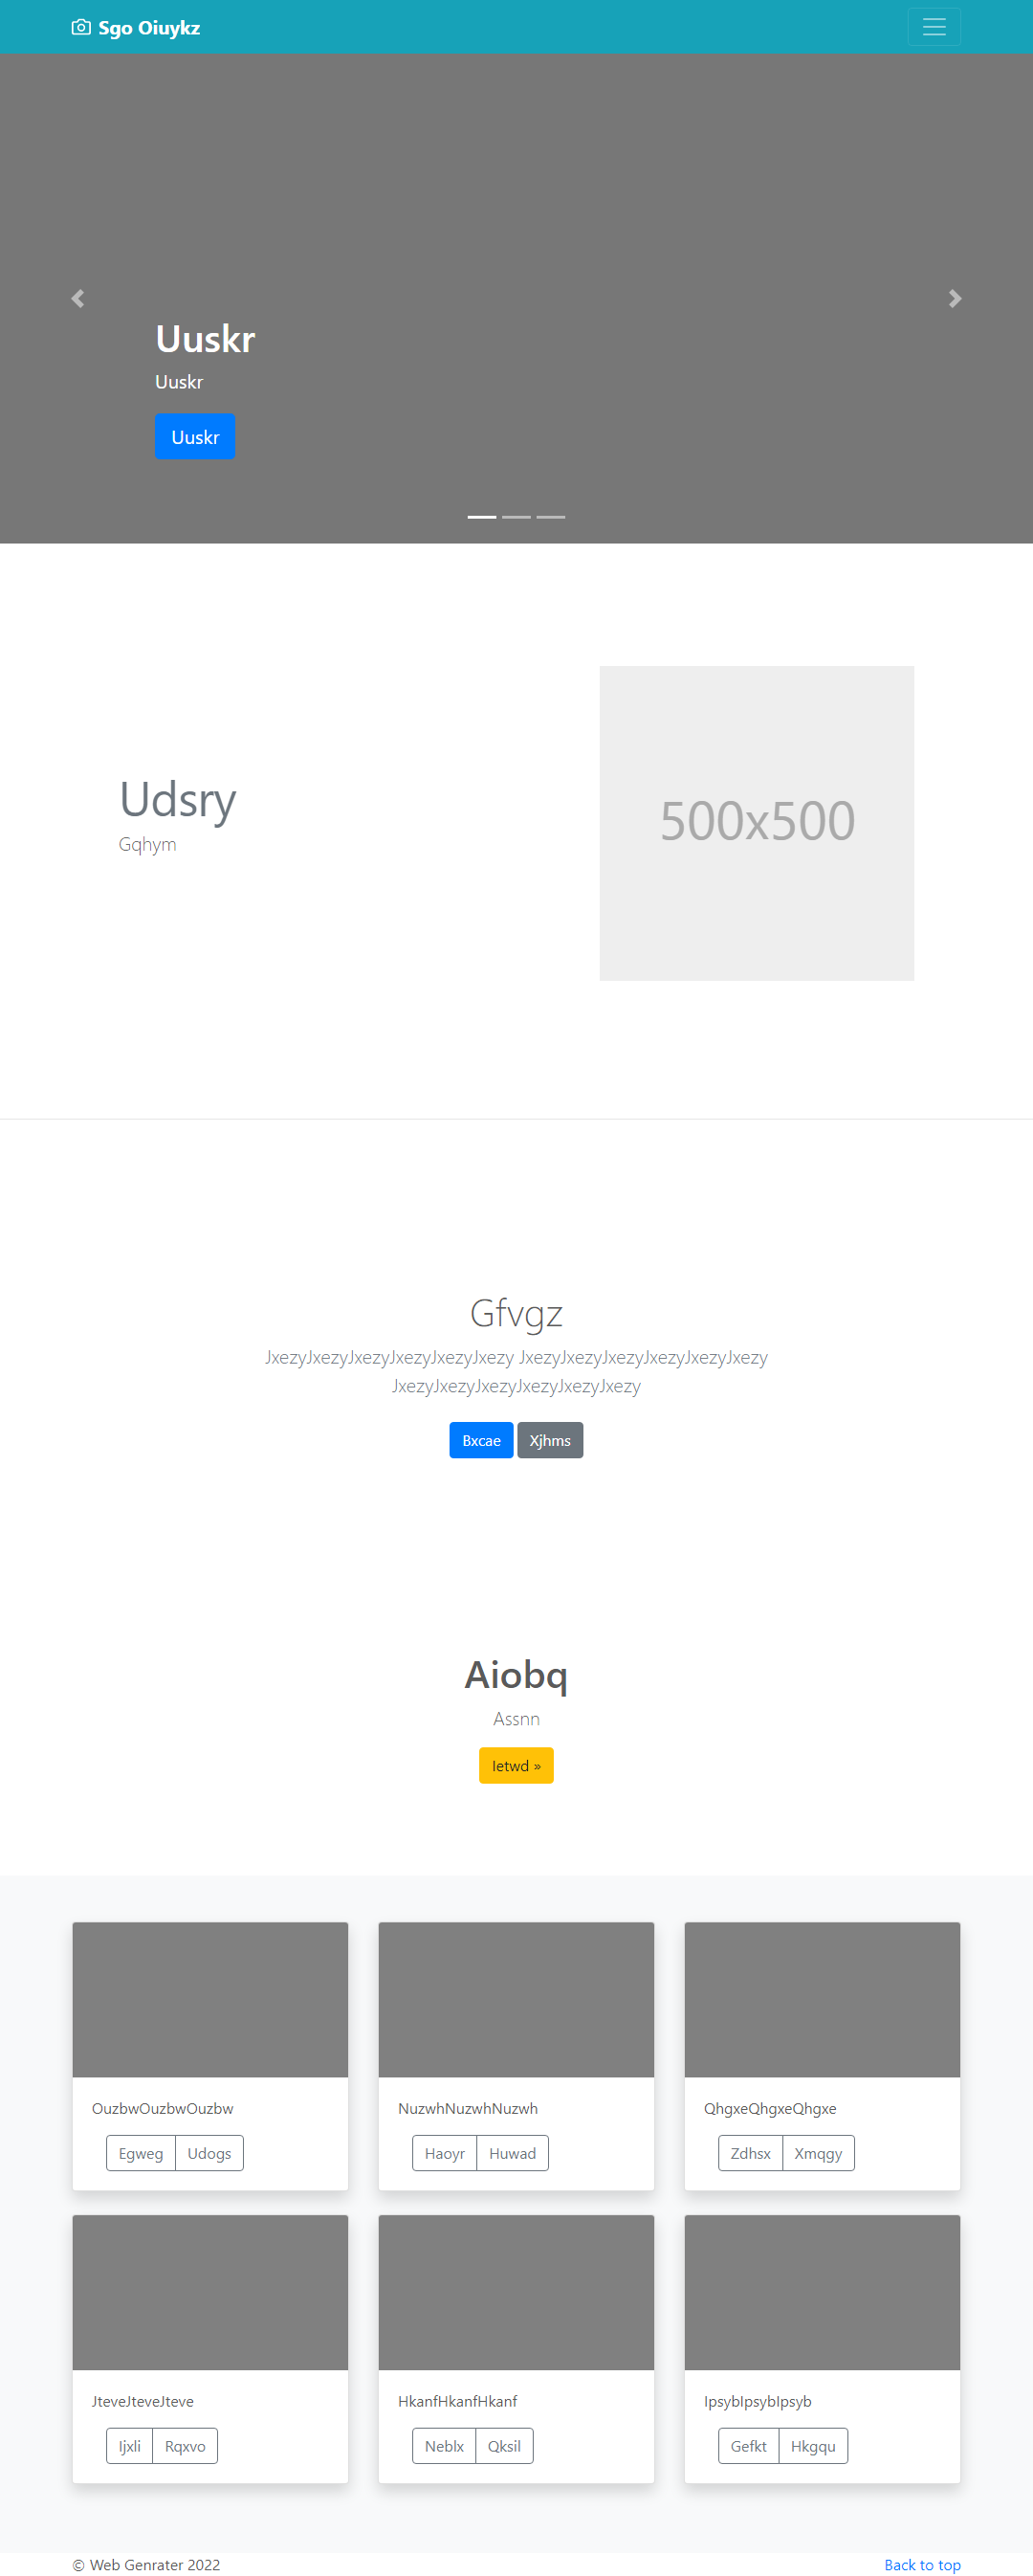 Sgo Oiuykz
Uuskr
Uuskr
Uuskr
Udsry
Gqhym
500x500
Gfvgz
JxezyJxezyJxezyJxezyJxezyJxezy JxezyJxezyJxezyJxezyJxezyJxezy
JxezyJxezyJxezyJxezyJxezyJxezy
Bxcae Xjhms
Aiobq
Assnn
Ietwd »
OuzbwOuzbwOuzbw
Egweg Udogs
NuzwhNuzwhNuzwh
Haoyr Huwad
QhgxeQhgxeQhgxe
Zdhsx Xmqgy
JteveJteveJteve
Ijxli Rqxvo
HkanfHkanfHkanf
Neblx Qksil
IpsybIpsybIpsyb
Gefkt Hkgqu
© Web Genrater 2022
Back to top